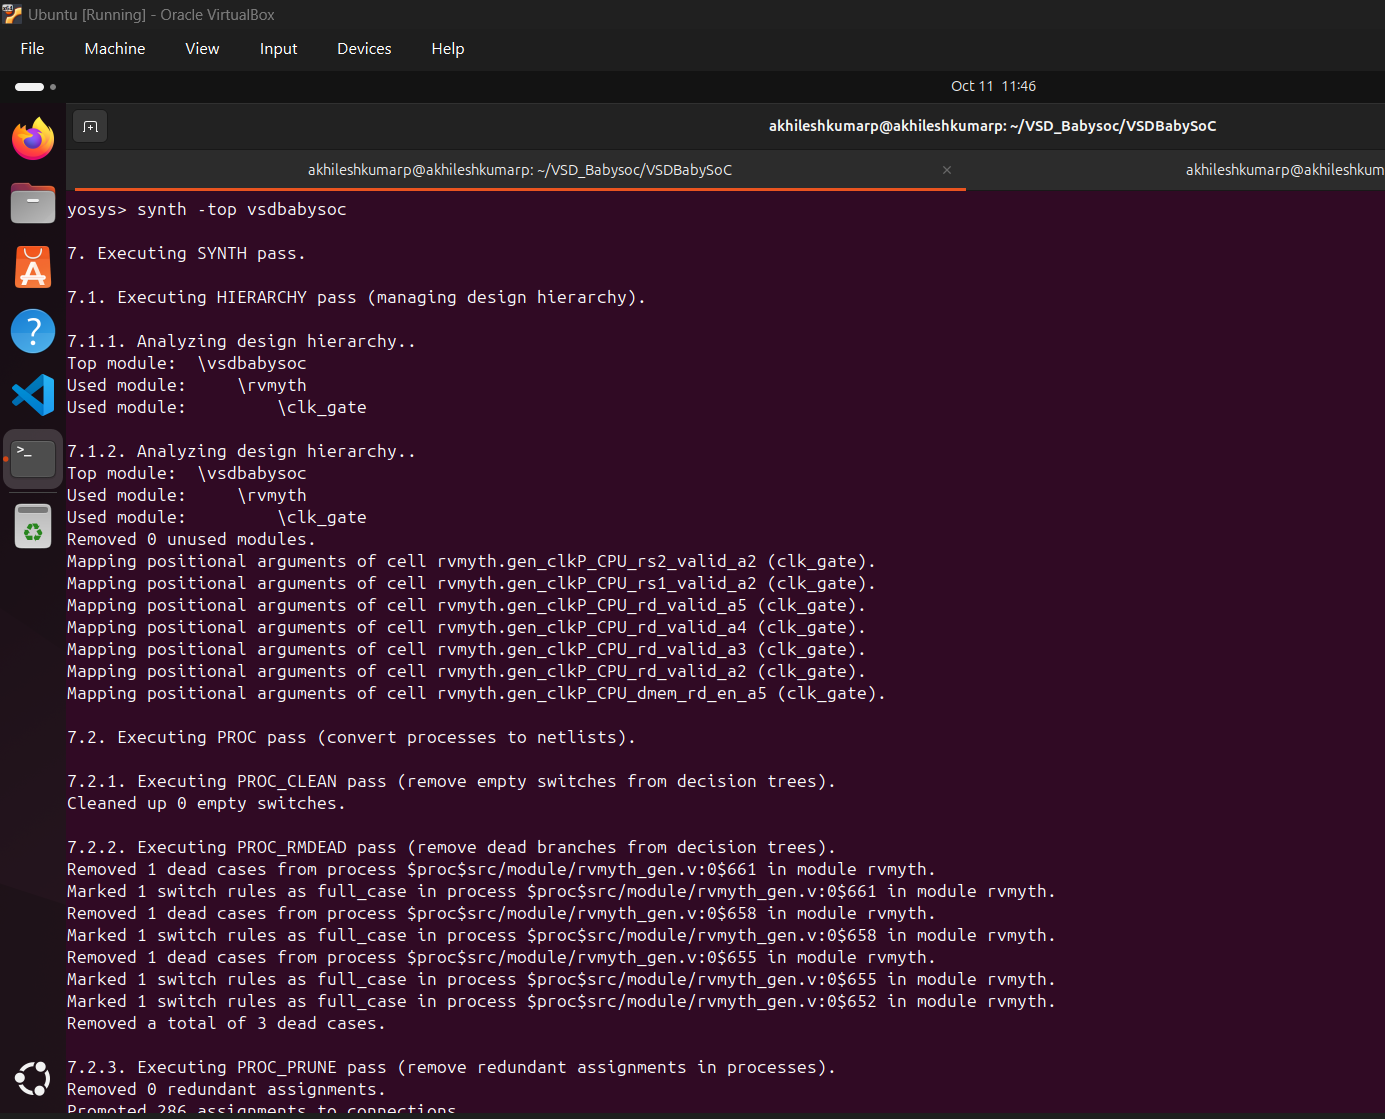 Ubuntu [Running] - Oracle VirtualBox
File Machine View Input Devices Help
Oct 11 11:46
akhileshkumarp@akhileshkumarp: ~/VSD_Babysoc/VSDBabySoC
akhileshkumarp@akhileshkumarp: ~/VSD_Babysoc/VSDBabySoC × akhileshkumarp@akhileshkum
yosys> synth -top vsdbabysoc
7. Executing SYNTH pass.
7.1. Executing HIERARCHY pass (managing design hierarchy).
7.1.1. Analyzing design hierarchy..
Top module:  \vsdbabysoc
Used module:     \rvmyth
Used module:         \clk_gate
7.1.2. Analyzing design hierarchy..
Top module:  \vsdbabysoc
Used module:     \rvmyth
Used module:         \clk_gate
Removed 0 unused modules.
Mapping positional arguments of cell rvmyth.gen_clkP_CPU_rs2_valid_a2 (clk_gate).
Mapping positional arguments of cell rvmyth.gen_clkP_CPU_rs1_valid_a2 (clk_gate).
Mapping positional arguments of cell rvmyth.gen_clkP_CPU_rd_valid_a5 (clk_gate).
Mapping positional arguments of cell rvmyth.gen_clkP_CPU_rd_valid_a4 (clk_gate).
Mapping positional arguments of cell rvmyth.gen_clkP_CPU_rd_valid_a3 (clk_gate).
Mapping positional arguments of cell rvmyth.gen_clkP_CPU_rd_valid_a2 (clk_gate).
Mapping positional arguments of cell rvmyth.gen_clkP_CPU_dmem_rd_en_a5 (clk_gate).
7.2. Executing PROC pass (convert processes to netlists).
7.2.1. Executing PROC_CLEAN pass (remove empty switches from decision trees).
Cleaned up 0 empty switches.
7.2.2. Executing PROC_RMDEAD pass (remove dead branches from decision trees).
Removed 1 dead cases from process $proc$src/module/rvmyth_gen.v:0$661 in module rvmyth.
Marked 1 switch rules as full_case in process $proc$src/module/rvmyth_gen.v:0$661 in module rvmyth.
Removed 1 dead cases from process $proc$src/module/rvmyth_gen.v:0$658 in module rvmyth.
Marked 1 switch rules as full_case in process $proc$src/module/rvmyth_gen.v:0$658 in module rvmyth.
Removed 1 dead cases from process $proc$src/module/rvmyth_gen.v:0$655 in module rvmyth.
Marked 1 switch rules as full_case in process $proc$src/module/rvmyth_gen.v:0$655 in module rvmyth.
Marked 1 switch rules as full_case in process $proc$src/module/rvmyth_gen.v:0$652 in module rvmyth.
Removed a total of 3 dead cases.
7.2.3. Executing PROC_PRUNE pass (remove redundant assignments in processes).
Removed 0 redundant assignments.
Promoted 286 assignments to connections.